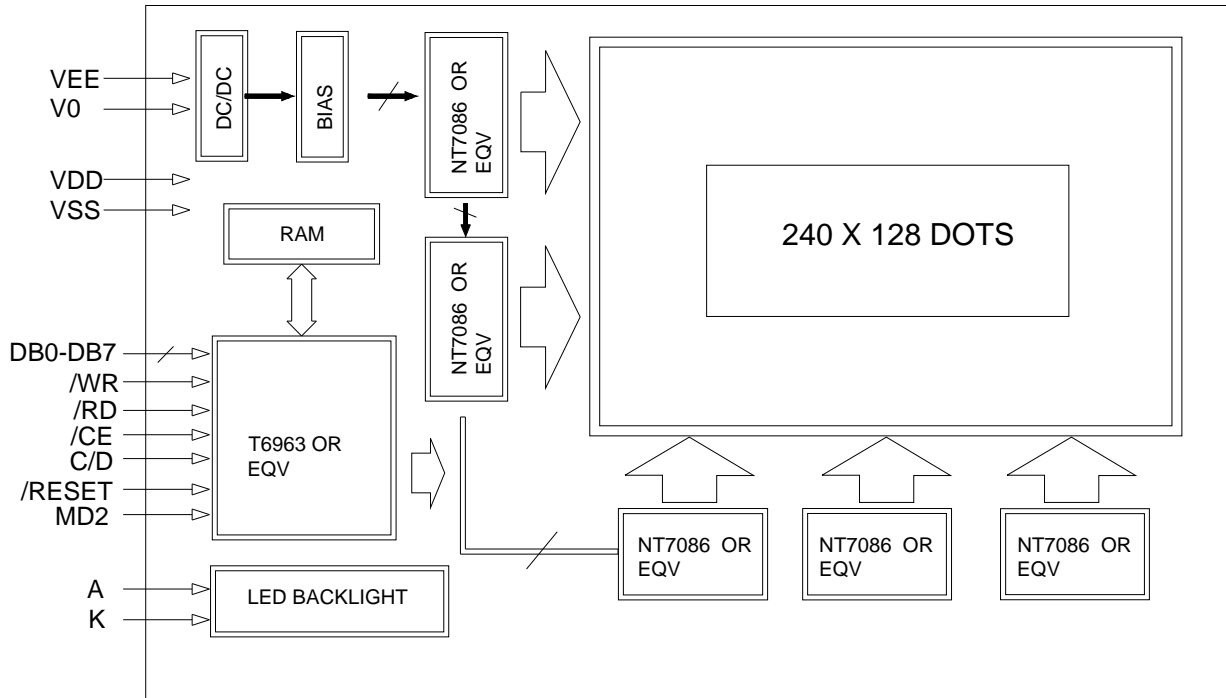 VEE
V0
VDD
VSS
DC/DC
BIAS
NT7086 OR
EQV
RAM
NT7086 OR
EQV
240 X 128 DOTS
DB0-DB7
/WR
/RD
/CE
C/D
/RESET
MD2
T6963 OR
EQV
NT7086 OR
EQV
NT7086 OR
EQV
NT7086 OR
EQV
A
K
LED BACKLIGHT